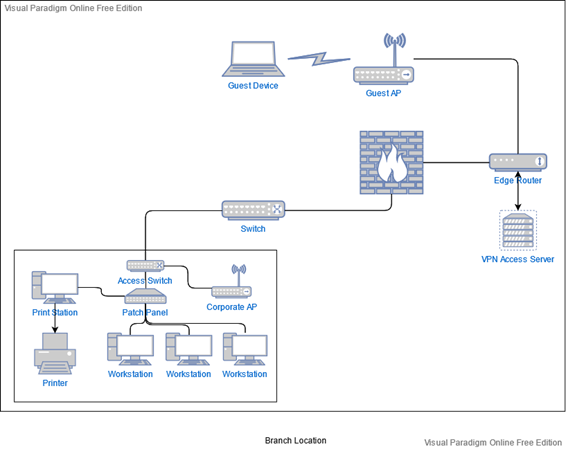 Visual Paradigm Online Free Edition
Guest Device
Guest AP
Edge Router
Switch
VPN Access Server
Access Switch
Print Station
Patch Panel
Corporate AP
Printer
Workstation
Workstation
Workstation
Branch Location
Visual Paradigm Online Free Edition